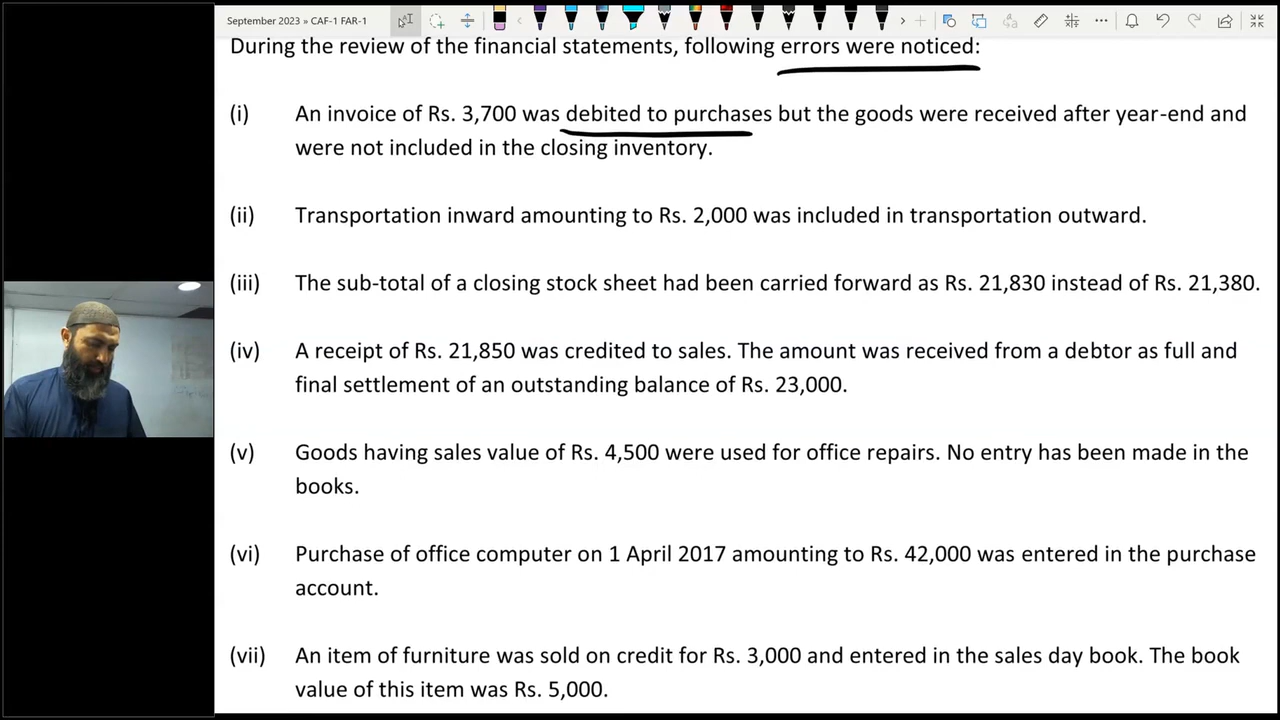 September 2023 » CAF-1 FAR-1
During the review of the financial statements, following errors were noticed:
(i) An invoice of Rs. 3,700 was debited to purchases but the goods were received after year-end and
were not included in the closing inventory.
(ii) Transportation inward amounting to Rs. 2,000 was included in transportation outward.
(iii) The sub-total of a closing stock sheet had been carried forward as Rs. 21,830 instead of Rs. 21,380.
(iv) A receipt of Rs. 21,850 was credited to sales. The amount was received from a debtor as full and
final settlement of an outstanding balance of Rs. 23,000.
(v) Goods having sales value of Rs. 4,500 were used for office repairs. No entry has been made in the
books.
(vi) Purchase of office computer on 1 April 2017 amounting to Rs. 42,000 was entered in the purchase
account.
(vii) An item of furniture was sold on credit for Rs. 3,000 and entered in the sales day book. The book
value of this item was Rs. 5,000.